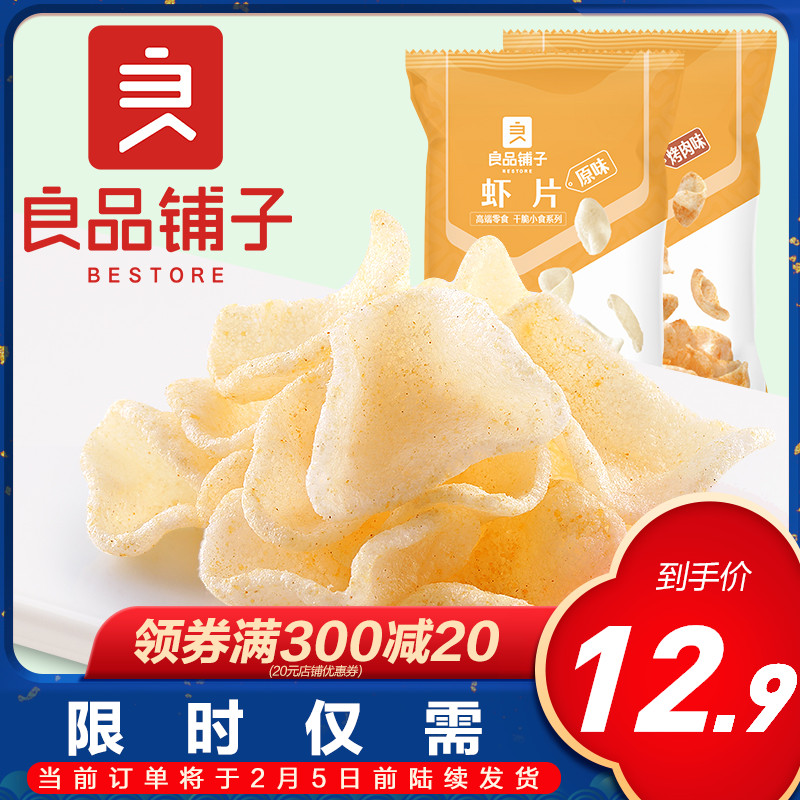 良品铺子
BESTORE
良品铺子
BESTORE
虾片
原味
高端零食 干脆小食系列
烤肉味
到手价
12.9
领券满300减20
(20元店铺优惠券)
限时仅需
当前订单将于2月5日前陆续发货